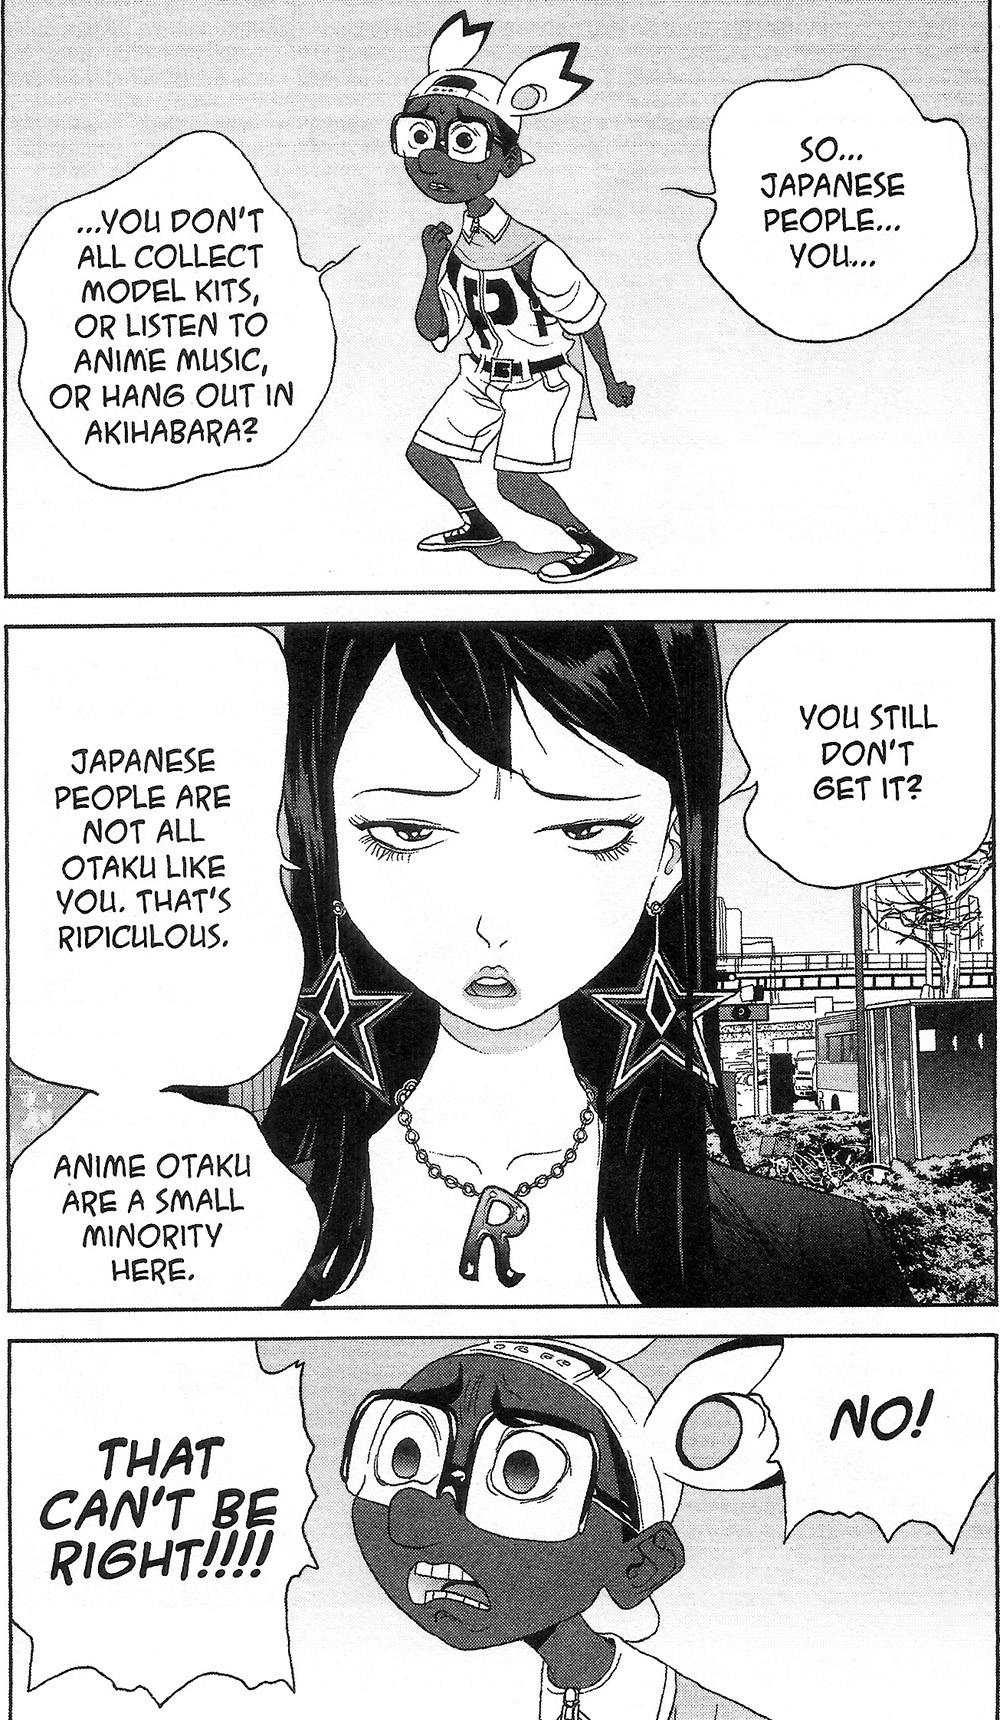 SO...
JAPANESE
PEOPLE...
YOU...
...YOU DON'T
ALL COLLECT
MODEL KITS,
OR LISTEN TO
ANIME MUSIC,
OR HANG OUT IN
AKIHABARA?
P
YOU STILL
DON'T
GET IT?
JAPANESE
PEOPLE ARE
NOT ALL
OTAKU LIKE
YOU. THAT'S
RIDICULOUS.
ANIME OTAKU
ARE A SMALL
MINORITY
HERE.
P
R
NO!
THAT
CAN'T BE
RIGHT!!!!